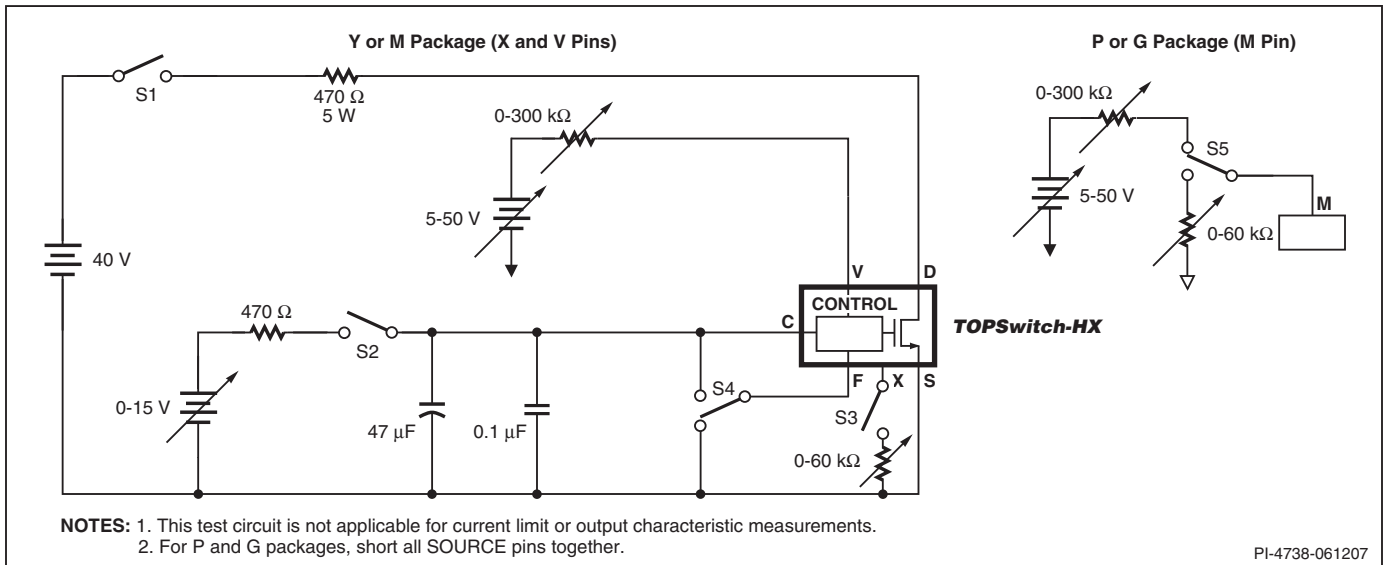 Y or M Package (X and V Pins)
P or G Package (M Pin)
S1
470 Ω
5 W
0-300 kΩ
5-50 V
40 V
470 Ω
S2
0-15 V
47 μF
0.1 μF
S4
V
D
CONTROL
C
TOPSwitch-HX
F
X
S
S3
0-60 kΩ
0-300 kΩ
S5
5-50 V
M
0-60 kΩ
NOTES: 1. This test circuit is not applicable for current limit or output characteristic measurements.
2. For P and G packages, short all SOURCE pins together.
PI-4738-061207